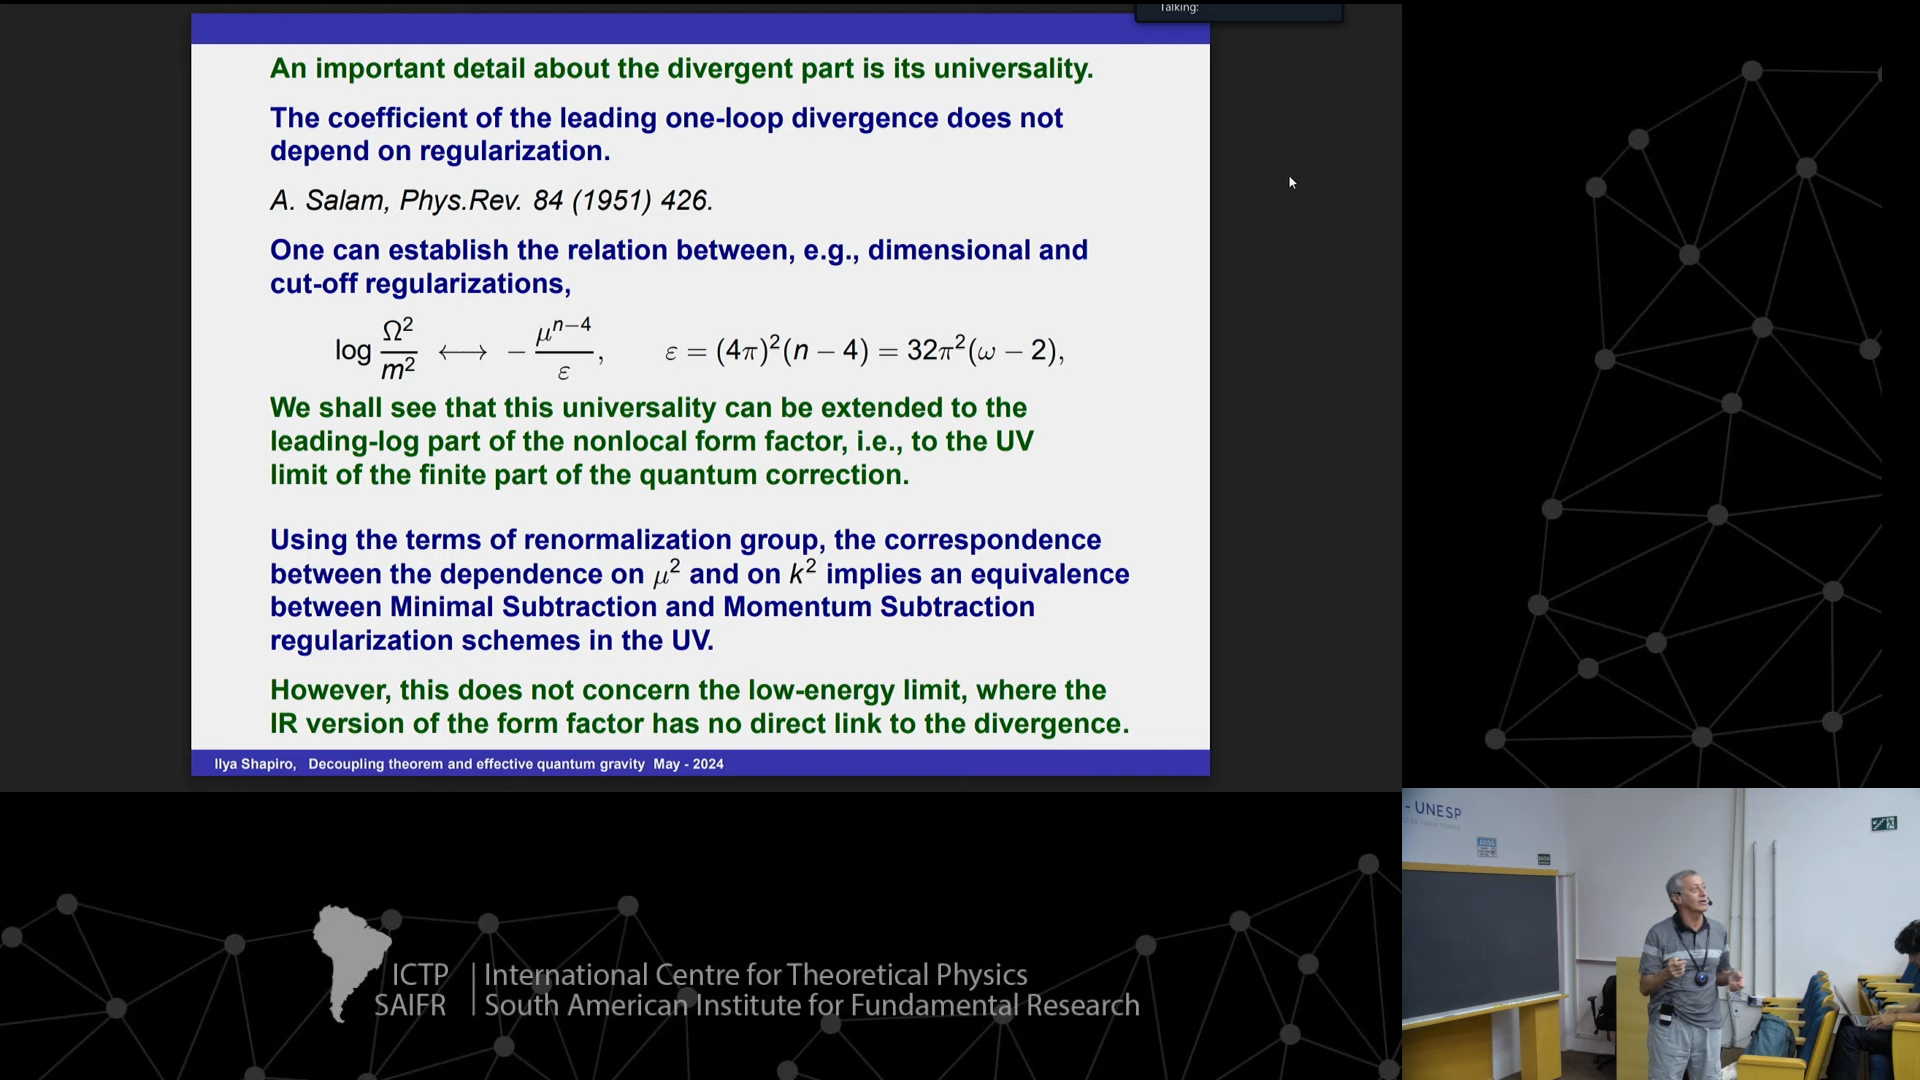 Talking:
An important detail about the divergent part is its universality.
The coefficient of the leading one-loop divergence does not
depend on regularization.
A. Salam, Phys.Rev. 84 (1951) 426.
One can establish the relation between, e.g., dimensional and
cut-off regularizations,
log Ω²/m² ⟷ − μⁿ⁻⁴/ε, ε = (4π)²(n − 4) = 32π²(ω − 2),
We shall see that this universality can be extended to the
leading-log part of the nonlocal form factor, i.e., to the UV
limit of the finite part of the quantum correction.
Using the terms of renormalization group, the correspondence
between the dependence on μ² and on k² implies an equivalence
between Minimal Subtraction and Momentum Subtraction
regularization schemes in the UV.
However, this does not concern the low-energy limit, where the
IR version of the form factor has no direct link to the divergence.
Ilya Shapiro, Decoupling theorem and effective quantum gravity May - 2024
- UNESP
ICTP | International Centre for Theoretical Physics
SAIFR | South American Institute for Fundamental Research